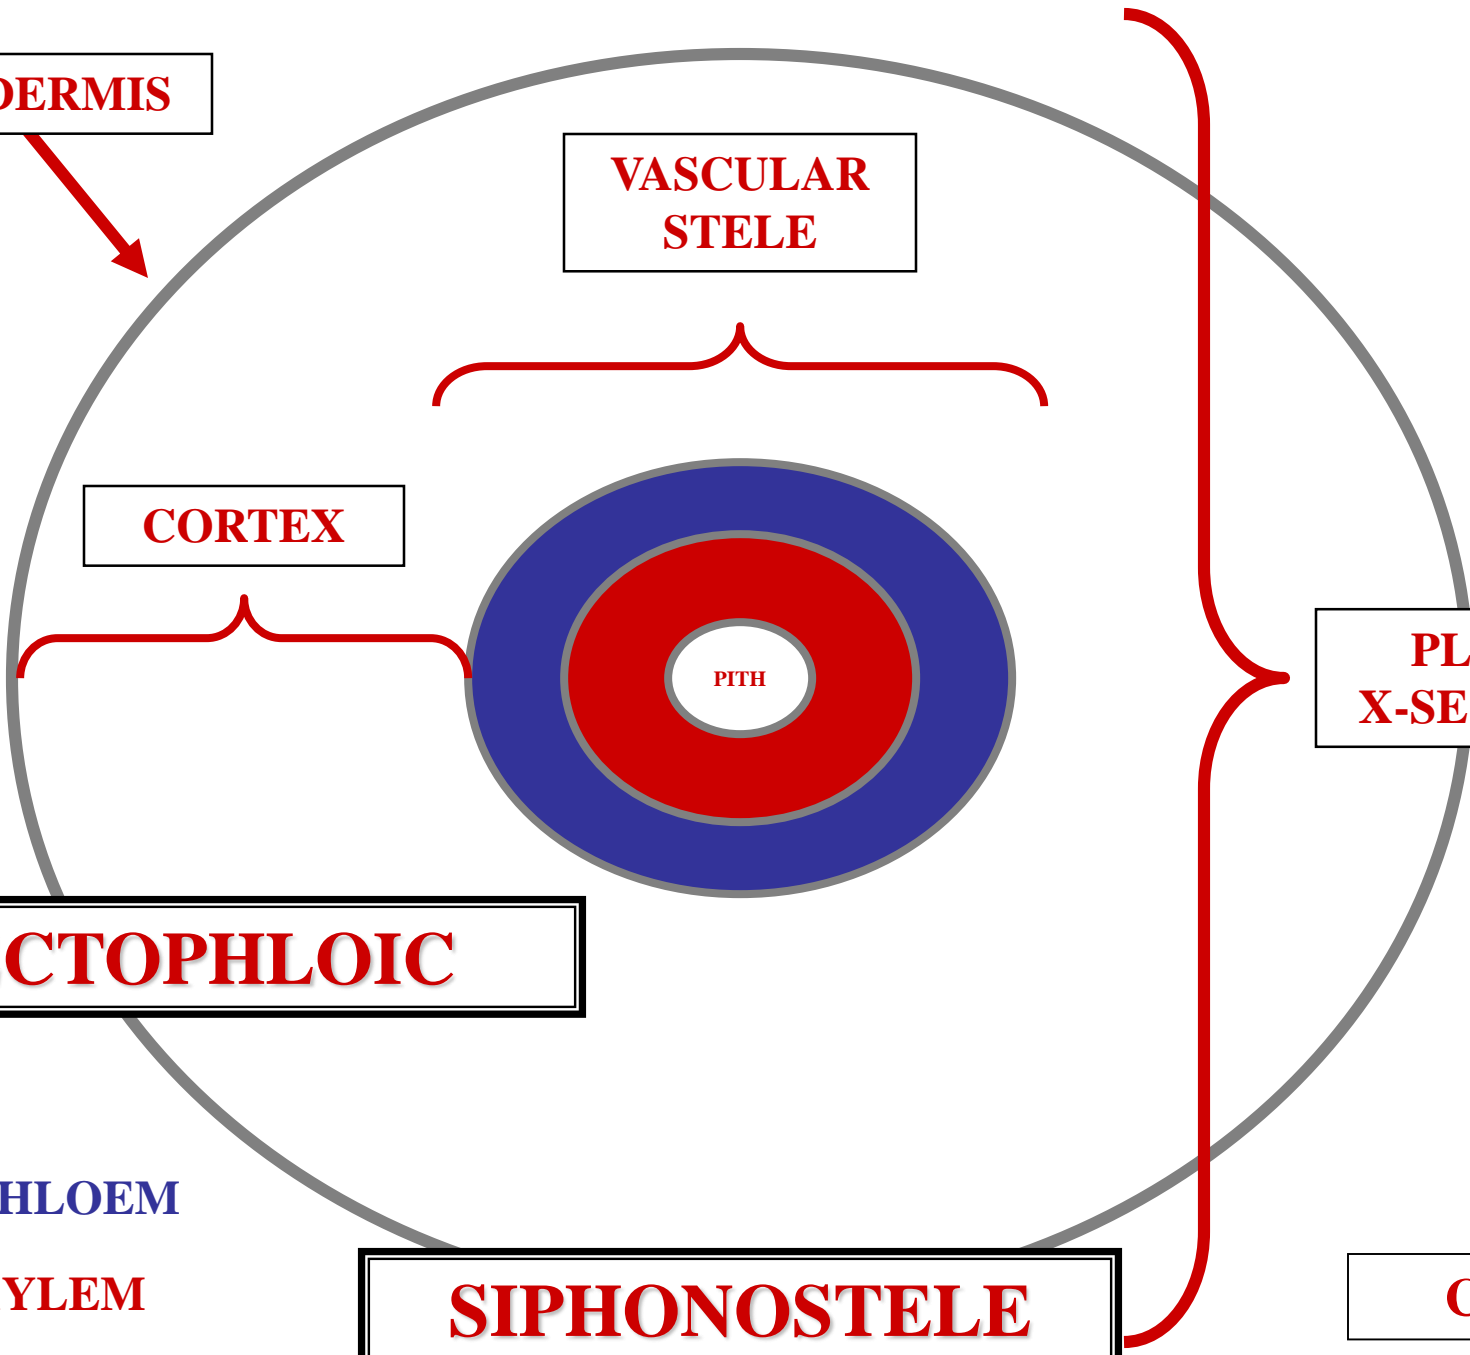 DERMIS
VASCULAR
STELE
CORTEX
PITH
PL
X-SE
CTOPHLOIC
HLOEM
YLEM
SIPHONOSTELE